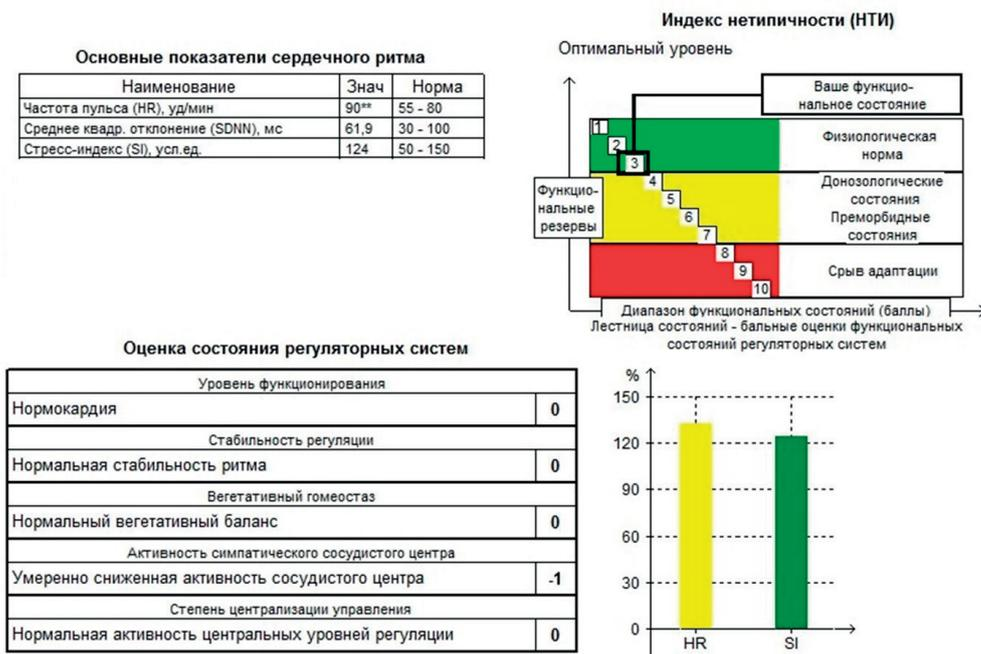 Основные показатели сердечного ритма
Наименование Знач Норма
Частота пульса (HR), уд/мин 90** 55 - 80
Среднее квадр. отклонение (SDNN), мс 61,9 30 - 100
Стресс-индекс (SI), усл.ед. 124 50 - 150
Индекс нетипичности (НТИ)
Оптимальный уровень
Ваше функцио-
нальное состояние
1
2
3
4
5
6
7
8
9
10
Физиологическая
норма
Донозологические
состояния
Преморбидные
состояния
Срыв адаптации
Функцио-
нальные
резервы
Диапазон функциональных состояний (баллы)
Лестница состояний - бальные оценки функциональных
состояний регуляторных систем
Оценка состояния регуляторных систем
Уровень функционирования
Нормокардия 0
Стабильность регуляции
Нормальная стабильность ритма 0
Вегетативный гомеостаз
Нормальный вегетативный баланс 0
Активность симпатического сосудистого центра
Умеренно сниженная активность сосудистого центра -1
Степень централизации управления
Нормальная активность центральных уровней регуляции 0
%
150
120
90
60
30
0
HR SI